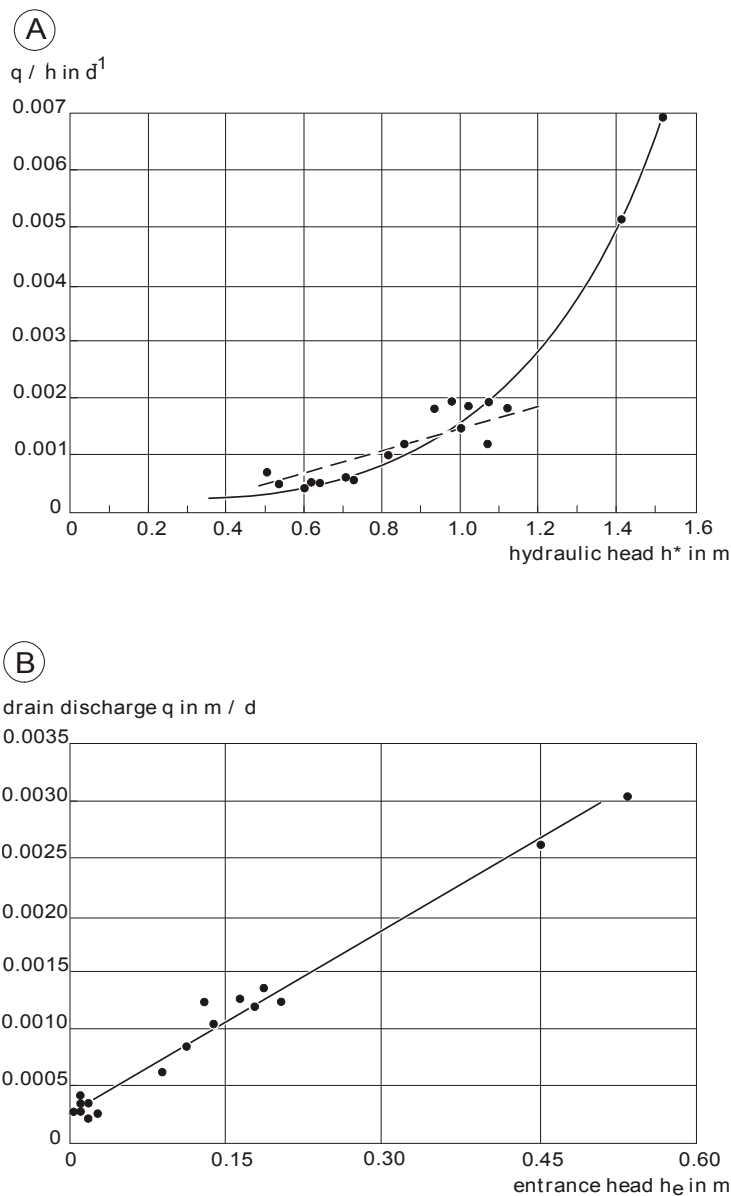 A
q / h in d-1
0.007
0.006
0.005
0.004
0.003
0.002
0.001
0
0 0.2 0.4 0.6 0.8 1.0 1.2 1.4 1.6
hydraulic head h* in m
B
drain discharge q in m / d
0.0035
0.0030
0.0025
0.0020
0.0015
0.0010
0.0005
0
0 0.15 0.30 0.45 0.60
entrance head he in m